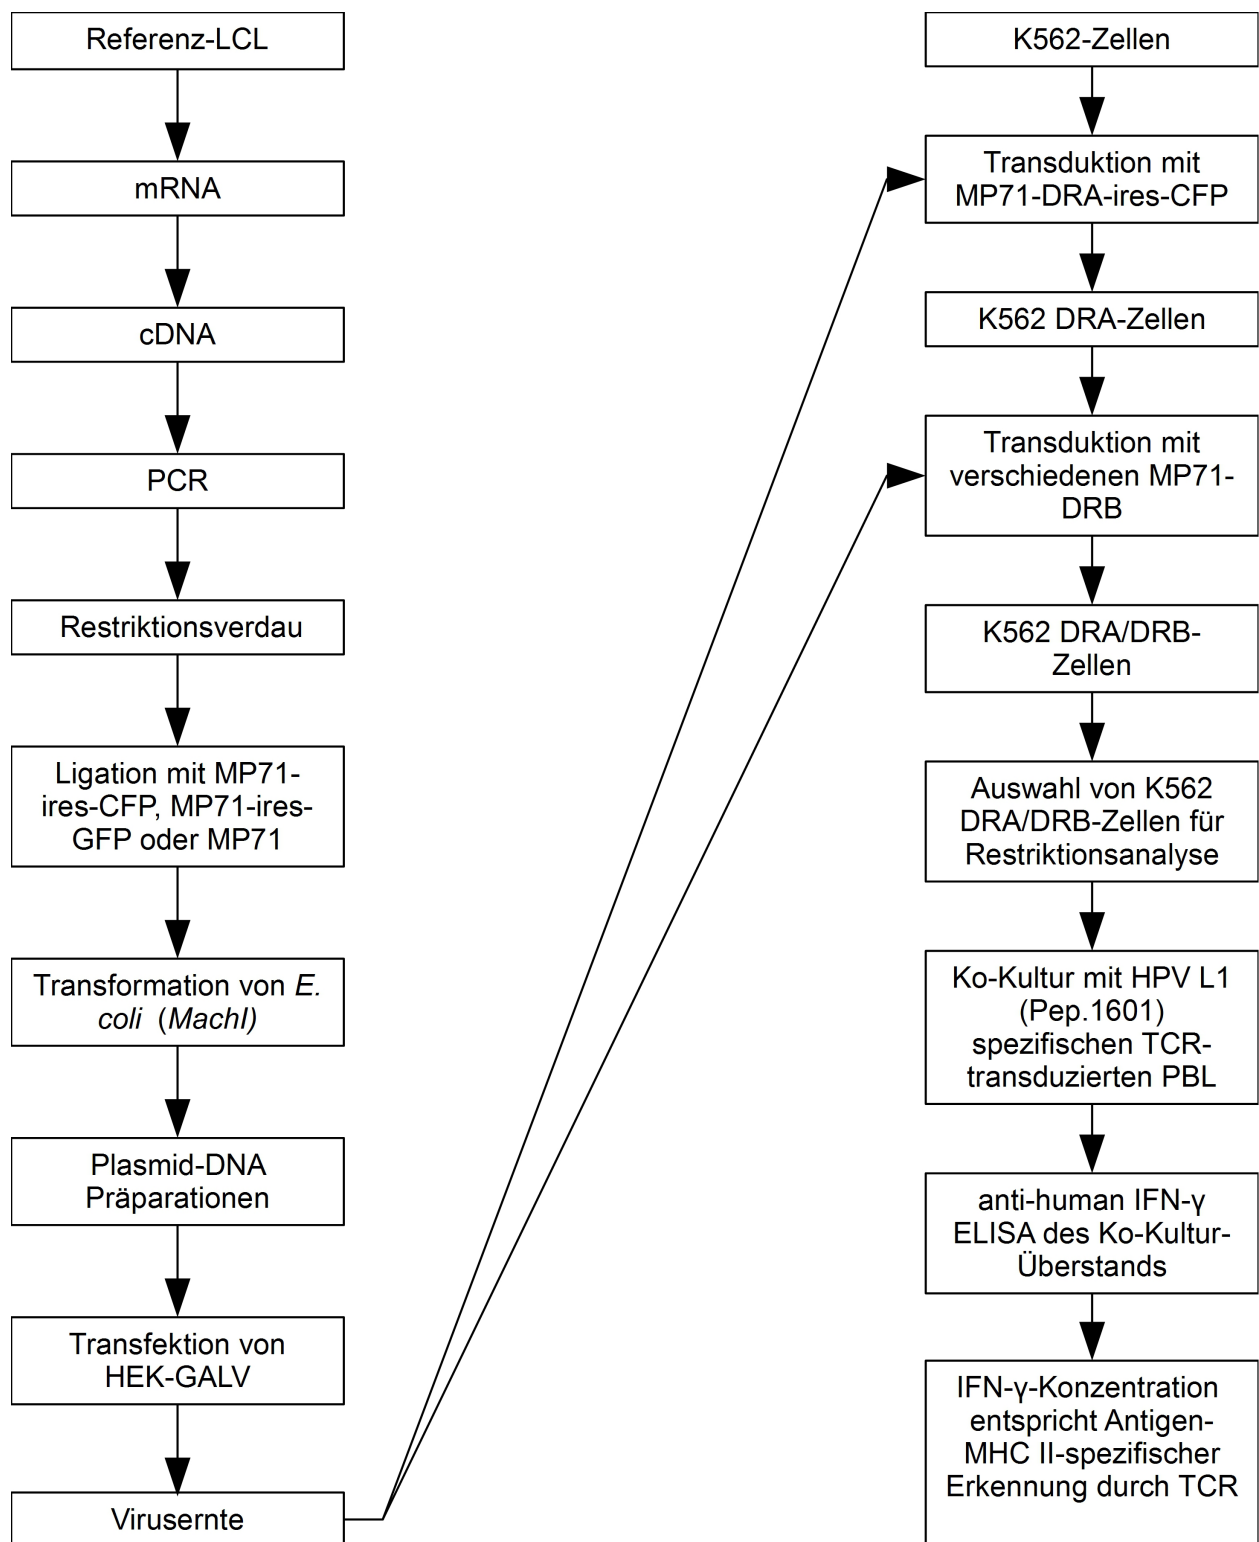 Referenz-LCL
mRNA
cDNA
PCR
Restriktionsverdau
Ligation mit MP71-
ires-CFP, MP71-ires-
GFP oder MP71
Transformation von E.
coli (MachI)
Plasmid-DNA
Präparationen
Transfektion von
HEK-GALV
Virusernte
K562-Zellen
Transduktion mit
MP71-DRA-ires-CFP
K562 DRA-Zellen
Transduktion mit
verschiedenen MP71-
DRB
K562 DRA/DRB-
Zellen
Auswahl von K562
DRA/DRB-Zellen für
Restriktionsanalyse
Ko-Kultur mit HPV L1
(Pep.1601)
spezifischen TCR-
transduzierten PBL
anti-human IFN-γ
ELISA des Ko-Kultur-
Überstands
IFN-γ-Konzentration
entspricht Antigen-
MHC II-spezifischer
Erkennung durch TCR